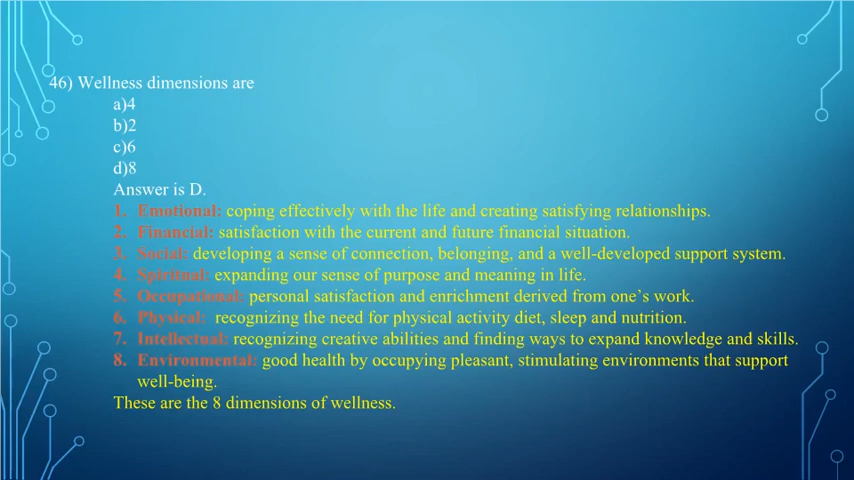 46) Wellness dimensions are
a)4
b)2
c)6
d)8
Answer is D.
1. Emotional: coping effectively with the life and creating satisfying relationships.
2. Financial: satisfaction with the current and future financial situation.
3. Social: developing a sense of connection, belonging, and a well-developed support system.
4. Spiritual: expanding our sense of purpose and meaning in life.
5. Occupational: personal satisfaction and enrichment derived from one's work.
6. Physical: recognizing the need for physical activity diet, sleep and nutrition.
7. Intellectual: recognizing creative abilities and finding ways to expand knowledge and skills.
8. Environmental: good health by occupying pleasant, stimulating environments that support
well-being.
These are the 8 dimensions of wellness.